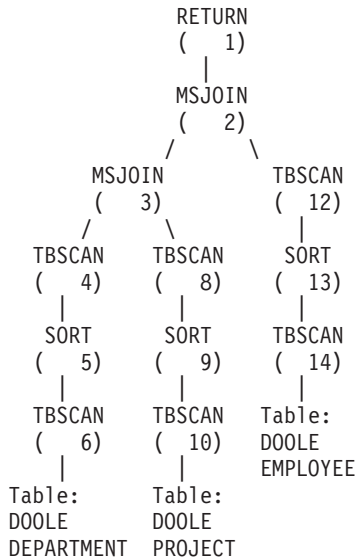 RETURN
( 1)
|
MSJOIN
( 2)
/ \
MSJOIN TBSCAN
( 3) ( 12)
/ \ |
TBSCAN TBSCAN SORT
( 4) ( 8) ( 13)
| | |
SORT SORT TBSCAN
( 5) ( 9) ( 14)
| | |
TBSCAN TBSCAN Table:
( 6) ( 10) DOOLE
| | EMPLOYEE
Table: Table:
DOOLE DOOLE
DEPARTMENT PROJECT